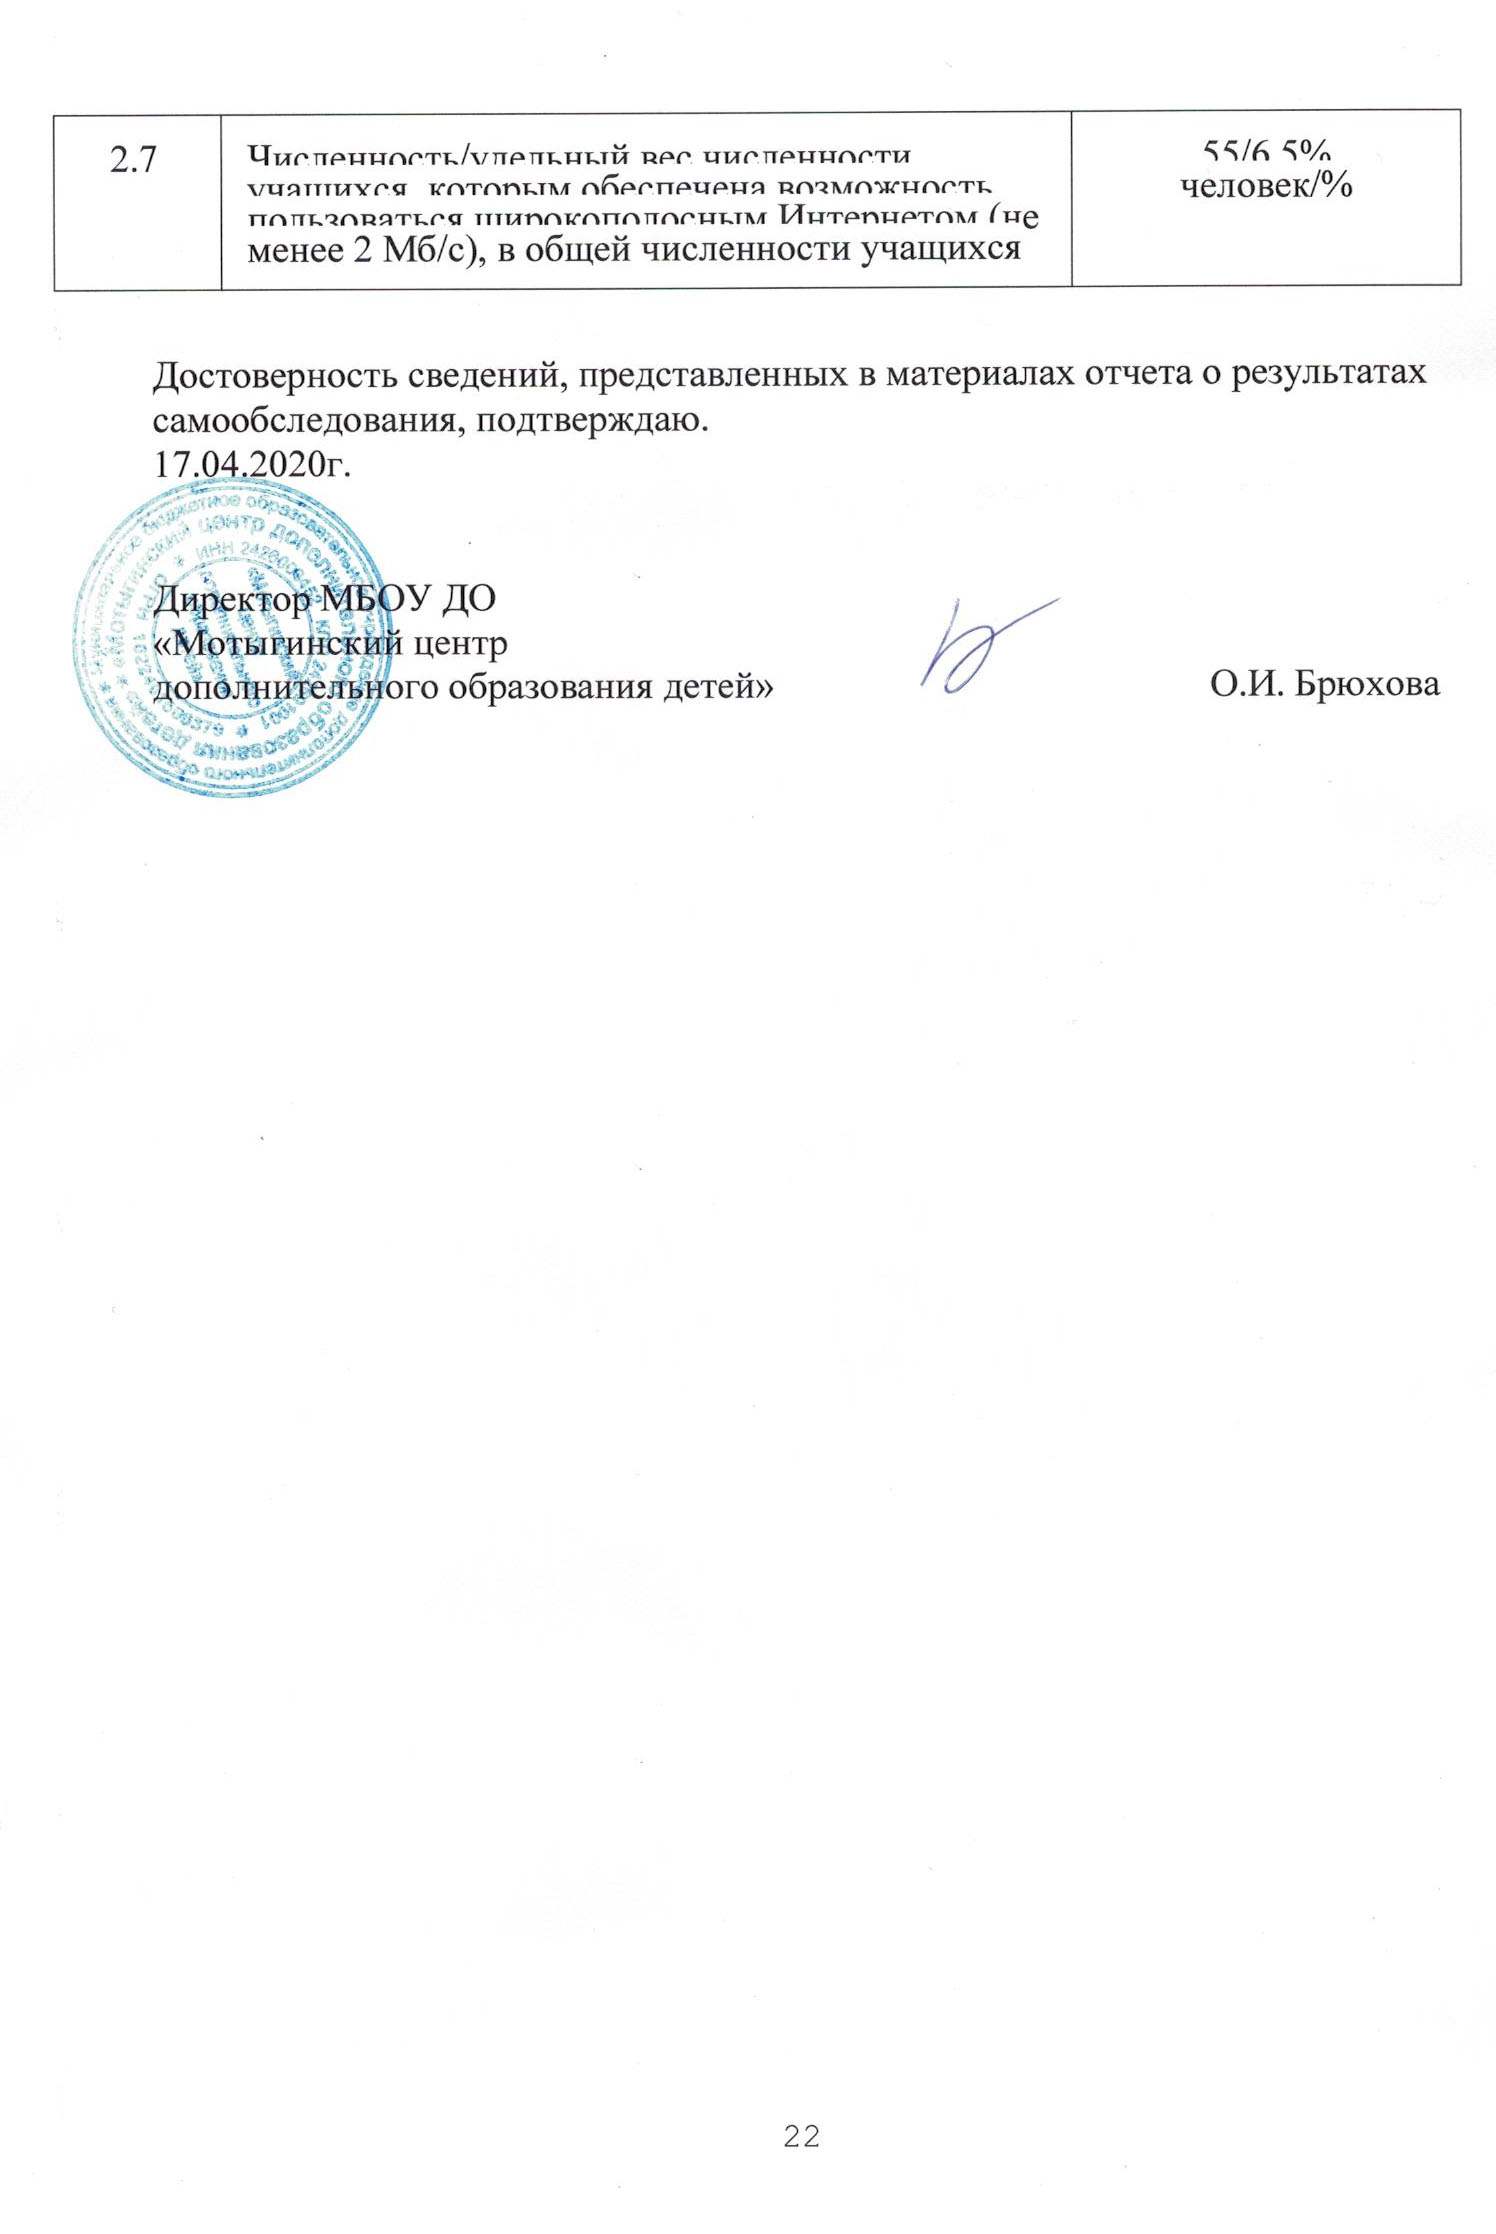 2.7
Численность/удельный вес численности
учащихся, которым обеспечена возможность
пользоваться широкополосным Интернетом (не
менее 2 Мб/с), в общей численности учащихся
55/6,5%
человек/%
Достоверность сведений, представленных в материалах отчета о результатах
самообследования, подтверждаю.
17.04.2020г.
Директор МБОУ ДО
«Мотыгинский центр
дополнительного образования детей»
О.И. Брюхова
22